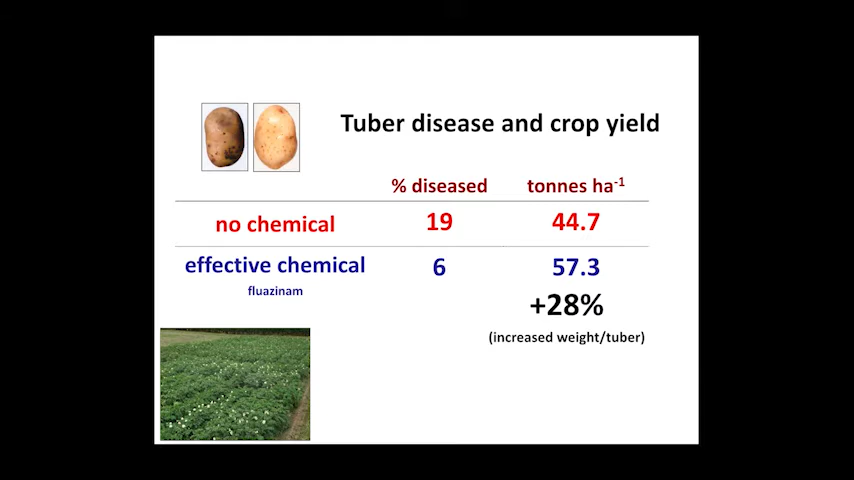 Tuber disease and crop yield
% diseased tonnes ha-1
no chemical 19 44.7
effective chemical 6 57.3
fluazinam
+28%
(increased weight/tuber)